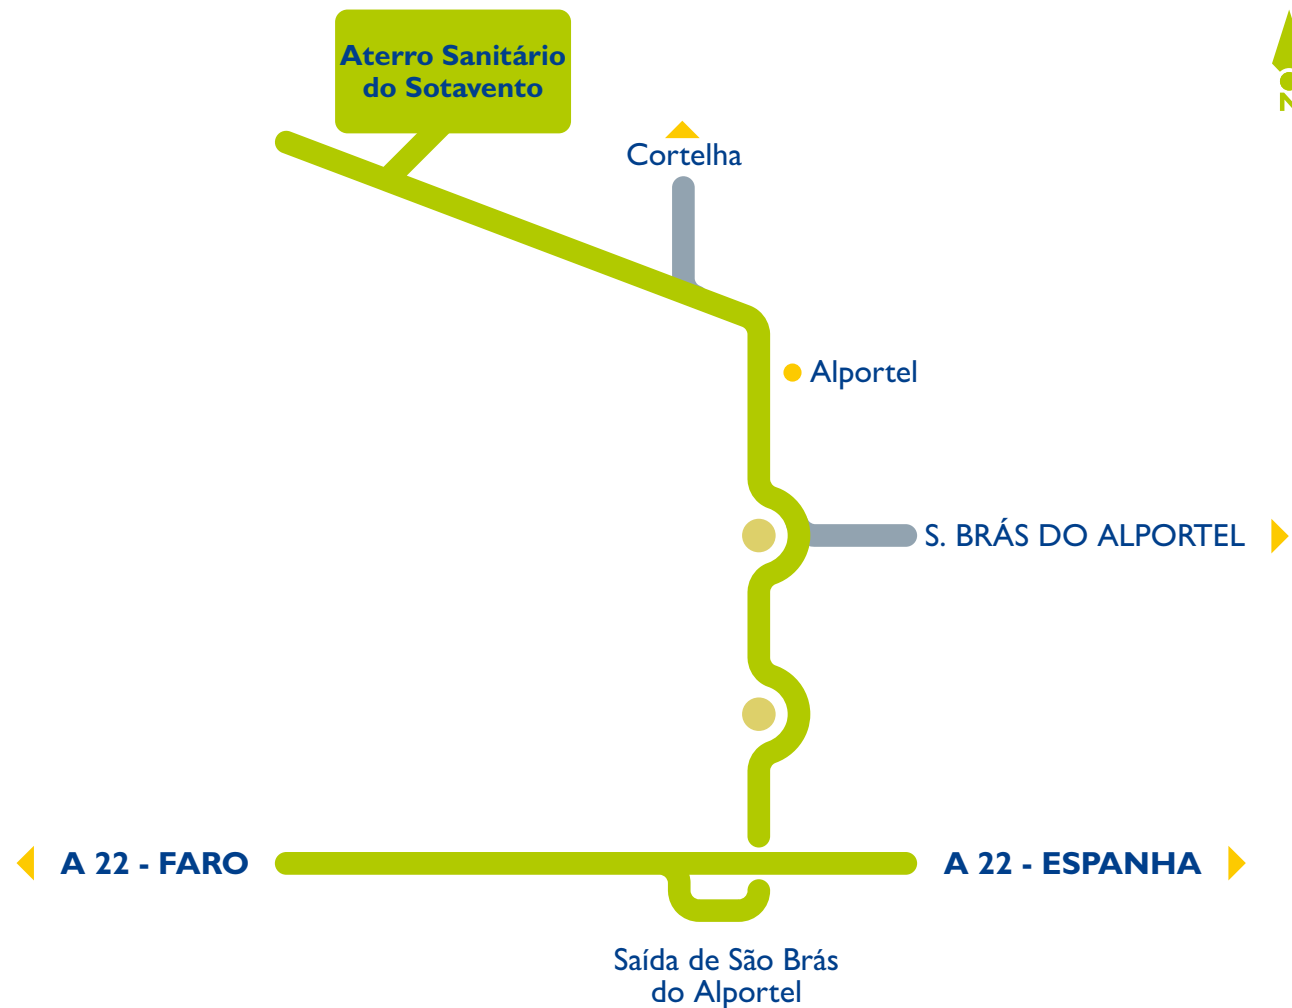 Aterro Sanitário
do Sotavento
Cortelha
Alportel
S. BRÁS DO ALPORTEL
A 22 - FARO
A 22 - ESPANHA
Saída de São Brás
do Alportel